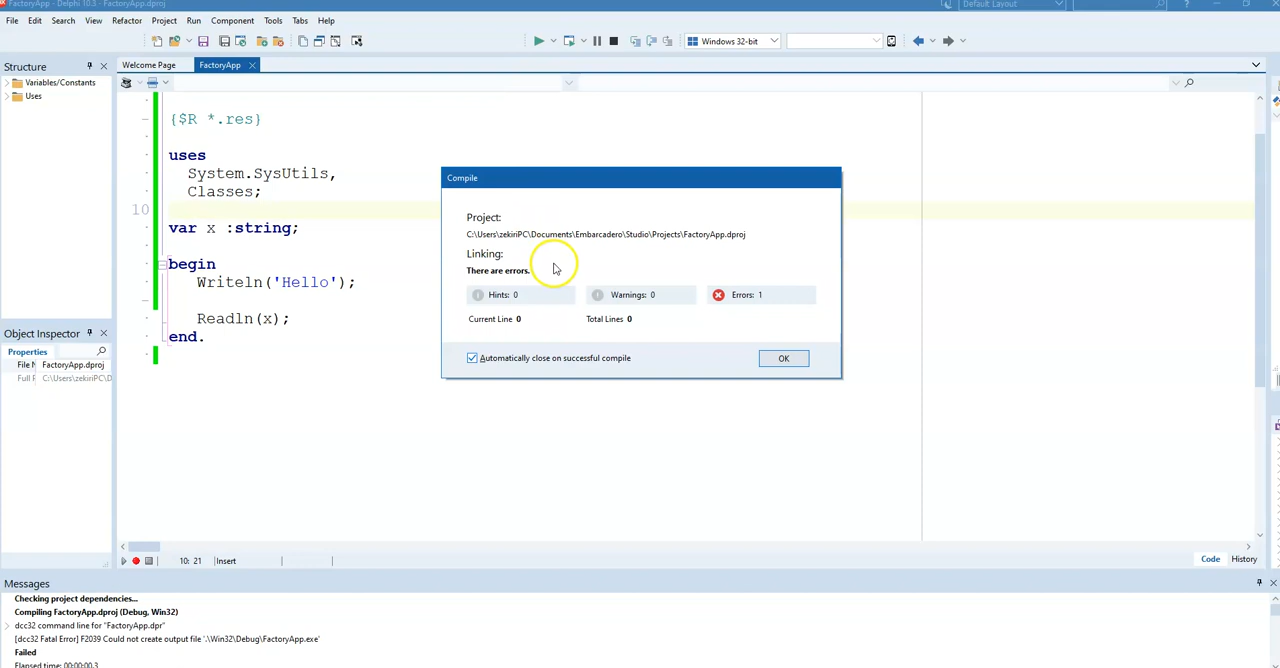 FactoryApp - Delphi 10.3 - FactoryApp.dproj
Default Layout
File Edit Search View Refactor Project Run Component Tools Tabs Help
Windows 32-bit
Structure
Welcome Page FactoryApp
Variables/Constants
Uses
{$R *.res}
uses
System.SysUtils,
Classes;
10
var x :string;
begin
Writeln('Hello');
Readln(x);
end.
Compile
Project:
C:\Users\zekiriPC\Documents\Embarcadero\Studio\Projects\FactoryApp.dproj
Linking:
There are errors.
Hints: 0 Warnings: 0 Errors: 1
Current Line 0 Total Lines 0
Automatically close on successful compile
OK
Object Inspector
Properties
File N FactoryApp.dproj
Full P C:\Users\zekiriPC\D
10: 21 Insert
Code History
Messages
Checking project dependencies...
Compiling FactoryApp.dproj (Debug, Win32)
dcc32 command line for "FactoryApp.dpr"
[dcc32 Fatal Error] F2039 Could not create output file '.\Win32\Debug\FactoryApp.exe'
Failed
Elapsed time: 00:00:00.3